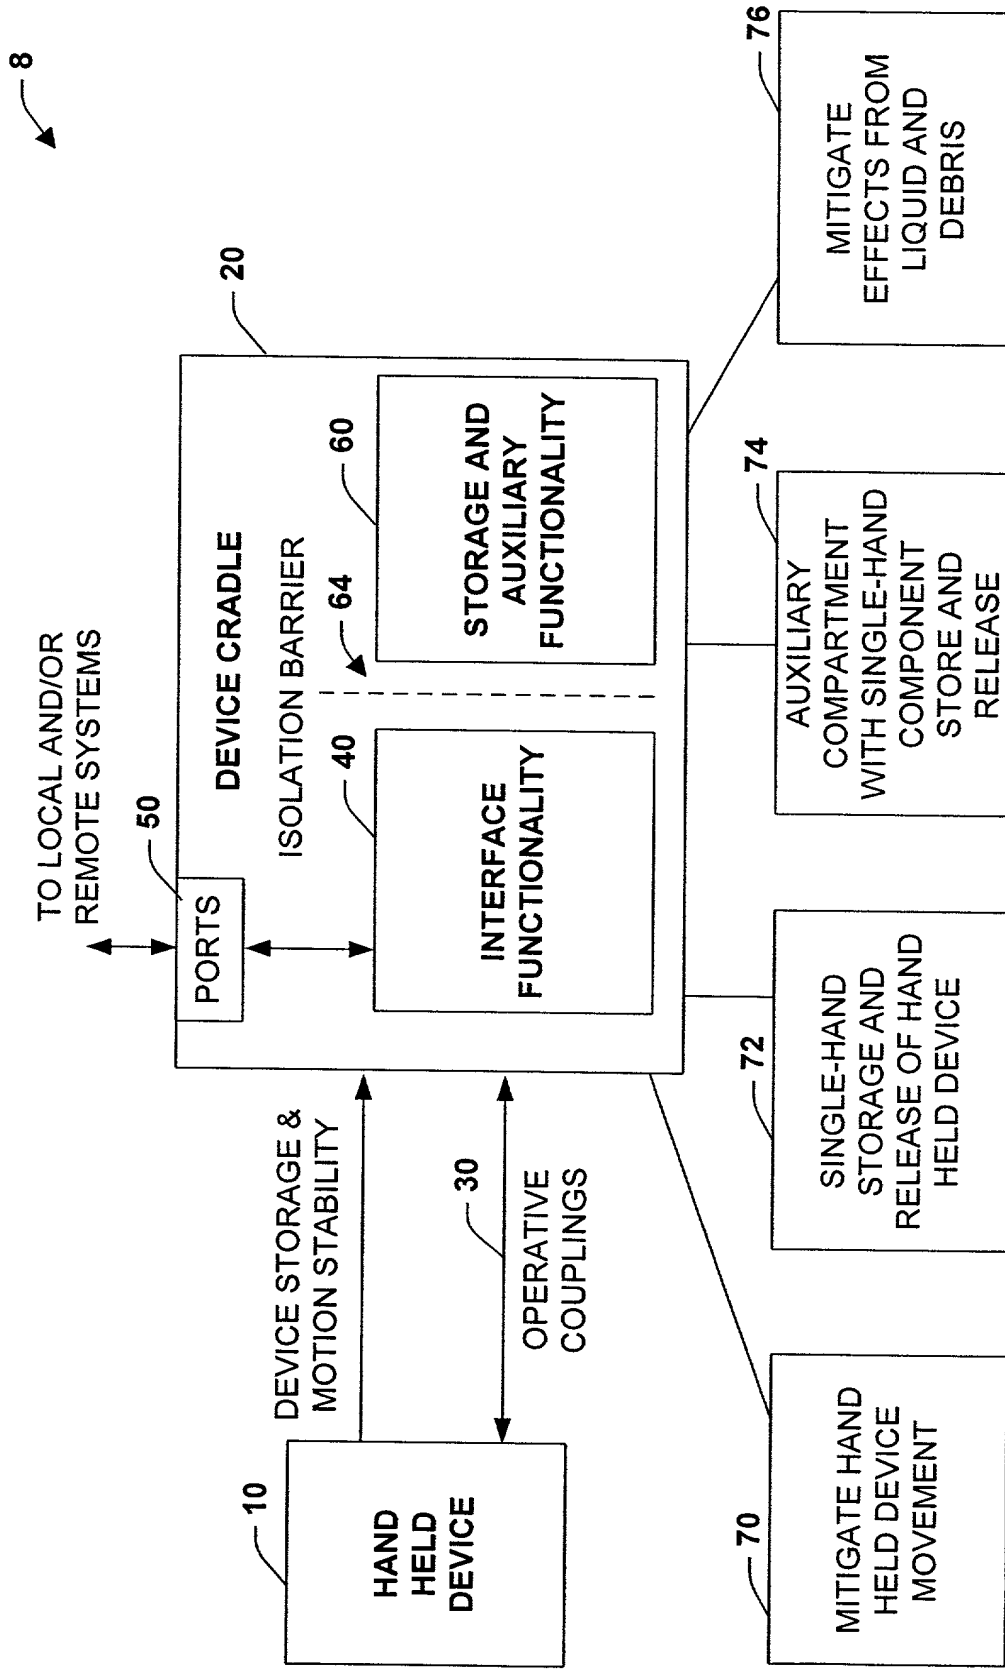 8
TO LOCAL AND/OR
REMOTE SYSTEMS
50
PORTS
DEVICE CRADLE
20
ISOLATION BARRIER
64
40
INTERFACE
FUNCTIONALITY
60
STORAGE AND
AUXILIARY
FUNCTIONALITY
10
HAND
HELD
DEVICE
DEVICE STORAGE &
MOTION STABILITY
30
OPERATIVE
COUPLINGS
70
MITIGATE HAND
HELD DEVICE
MOVEMENT
72
SINGLE-HAND
STORAGE AND
RELEASE OF HAND
HELD DEVICE
74
AUXILIARY
COMPARTMENT
WITH SINGLE-HAND
COMPONENT
STORE AND
RELEASE
76
MITIGATE
EFFECTS FROM
LIQUID AND
DEBRIS